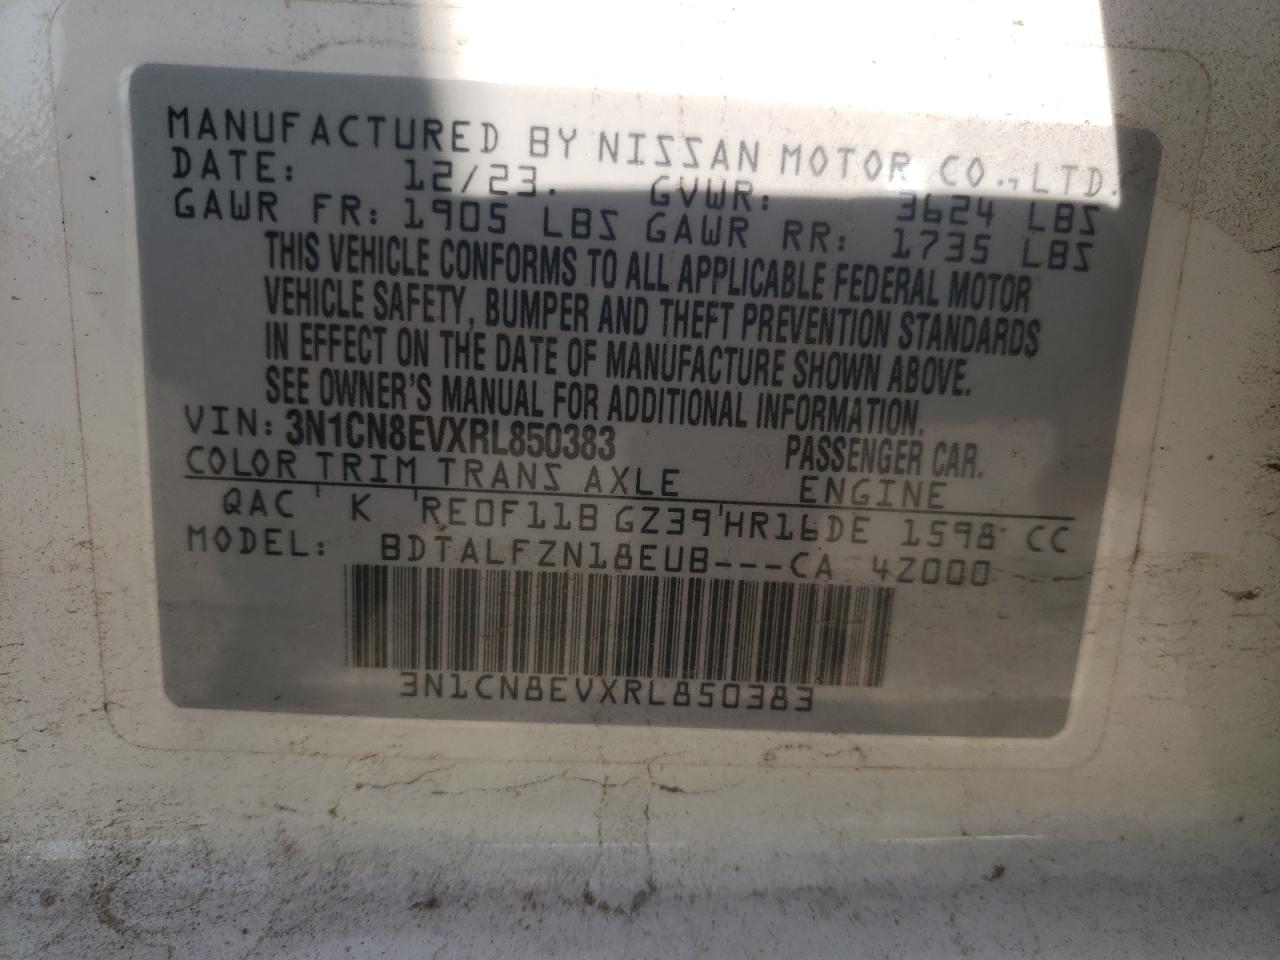 MANUFACTURED BY NISSAN MOTOR CO., LTD.
DATE: 12/23. GVWR: 3624 LBS
GAWR FR: 1905 LBS GAWR RR: 1735 LBS
THIS VEHICLE CONFORMS TO ALL APPLICABLE FEDERAL MOTOR
VEHICLE SAFETY, BUMPER AND THEFT PREVENTION STANDARDS
IN EFFECT ON THE DATE OF MANUFACTURE SHOWN ABOVE.
SEE OWNER'S MANUAL FOR ADDITIONAL INFORMATION.
VIN: 3N1CN8EVXRL850383 PASSENGER CAR.
COLOR TRIM TRANS AXLE ENGINE
QAC K RE0F11B GZ39 HR16DE 1598 CC
MODEL: BDTALFZN18EUB---CA 4Z000
3N1CN8EVXRL850383